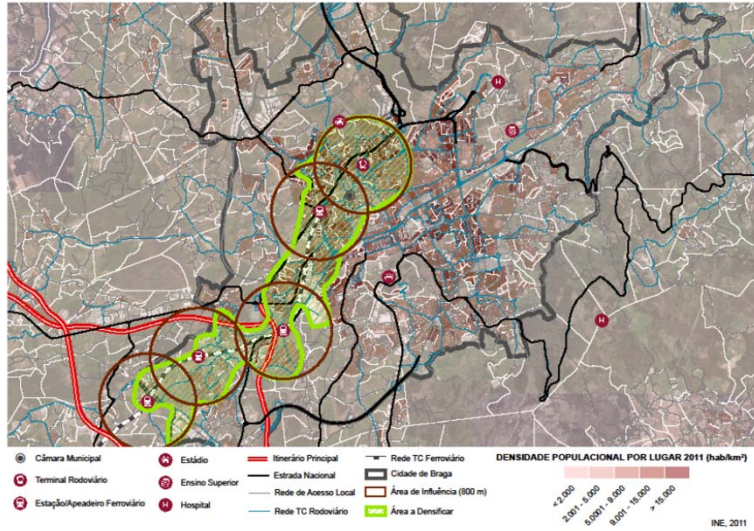 Câmara Municipal
Terminal Rodoviário
Estação/Apeadeiro Ferroviário
Estádio
Ensino Superior
Hospital
Itinerário Principal
Estrada Nacional
Rede de Acesso Local
Rede TC Rodoviário
Rede TC Ferroviário
Cidade de Braga
Área de Influência (800 m)
Área a Densificar
DENSIDADE POPULACIONAL POR LUGAR 2011 (hab/km²)
< 2.000
2.001 - 5.000
5.0001 - 9.000
9.001 - 15.000
> 15.000
INE, 2011
H
H
H